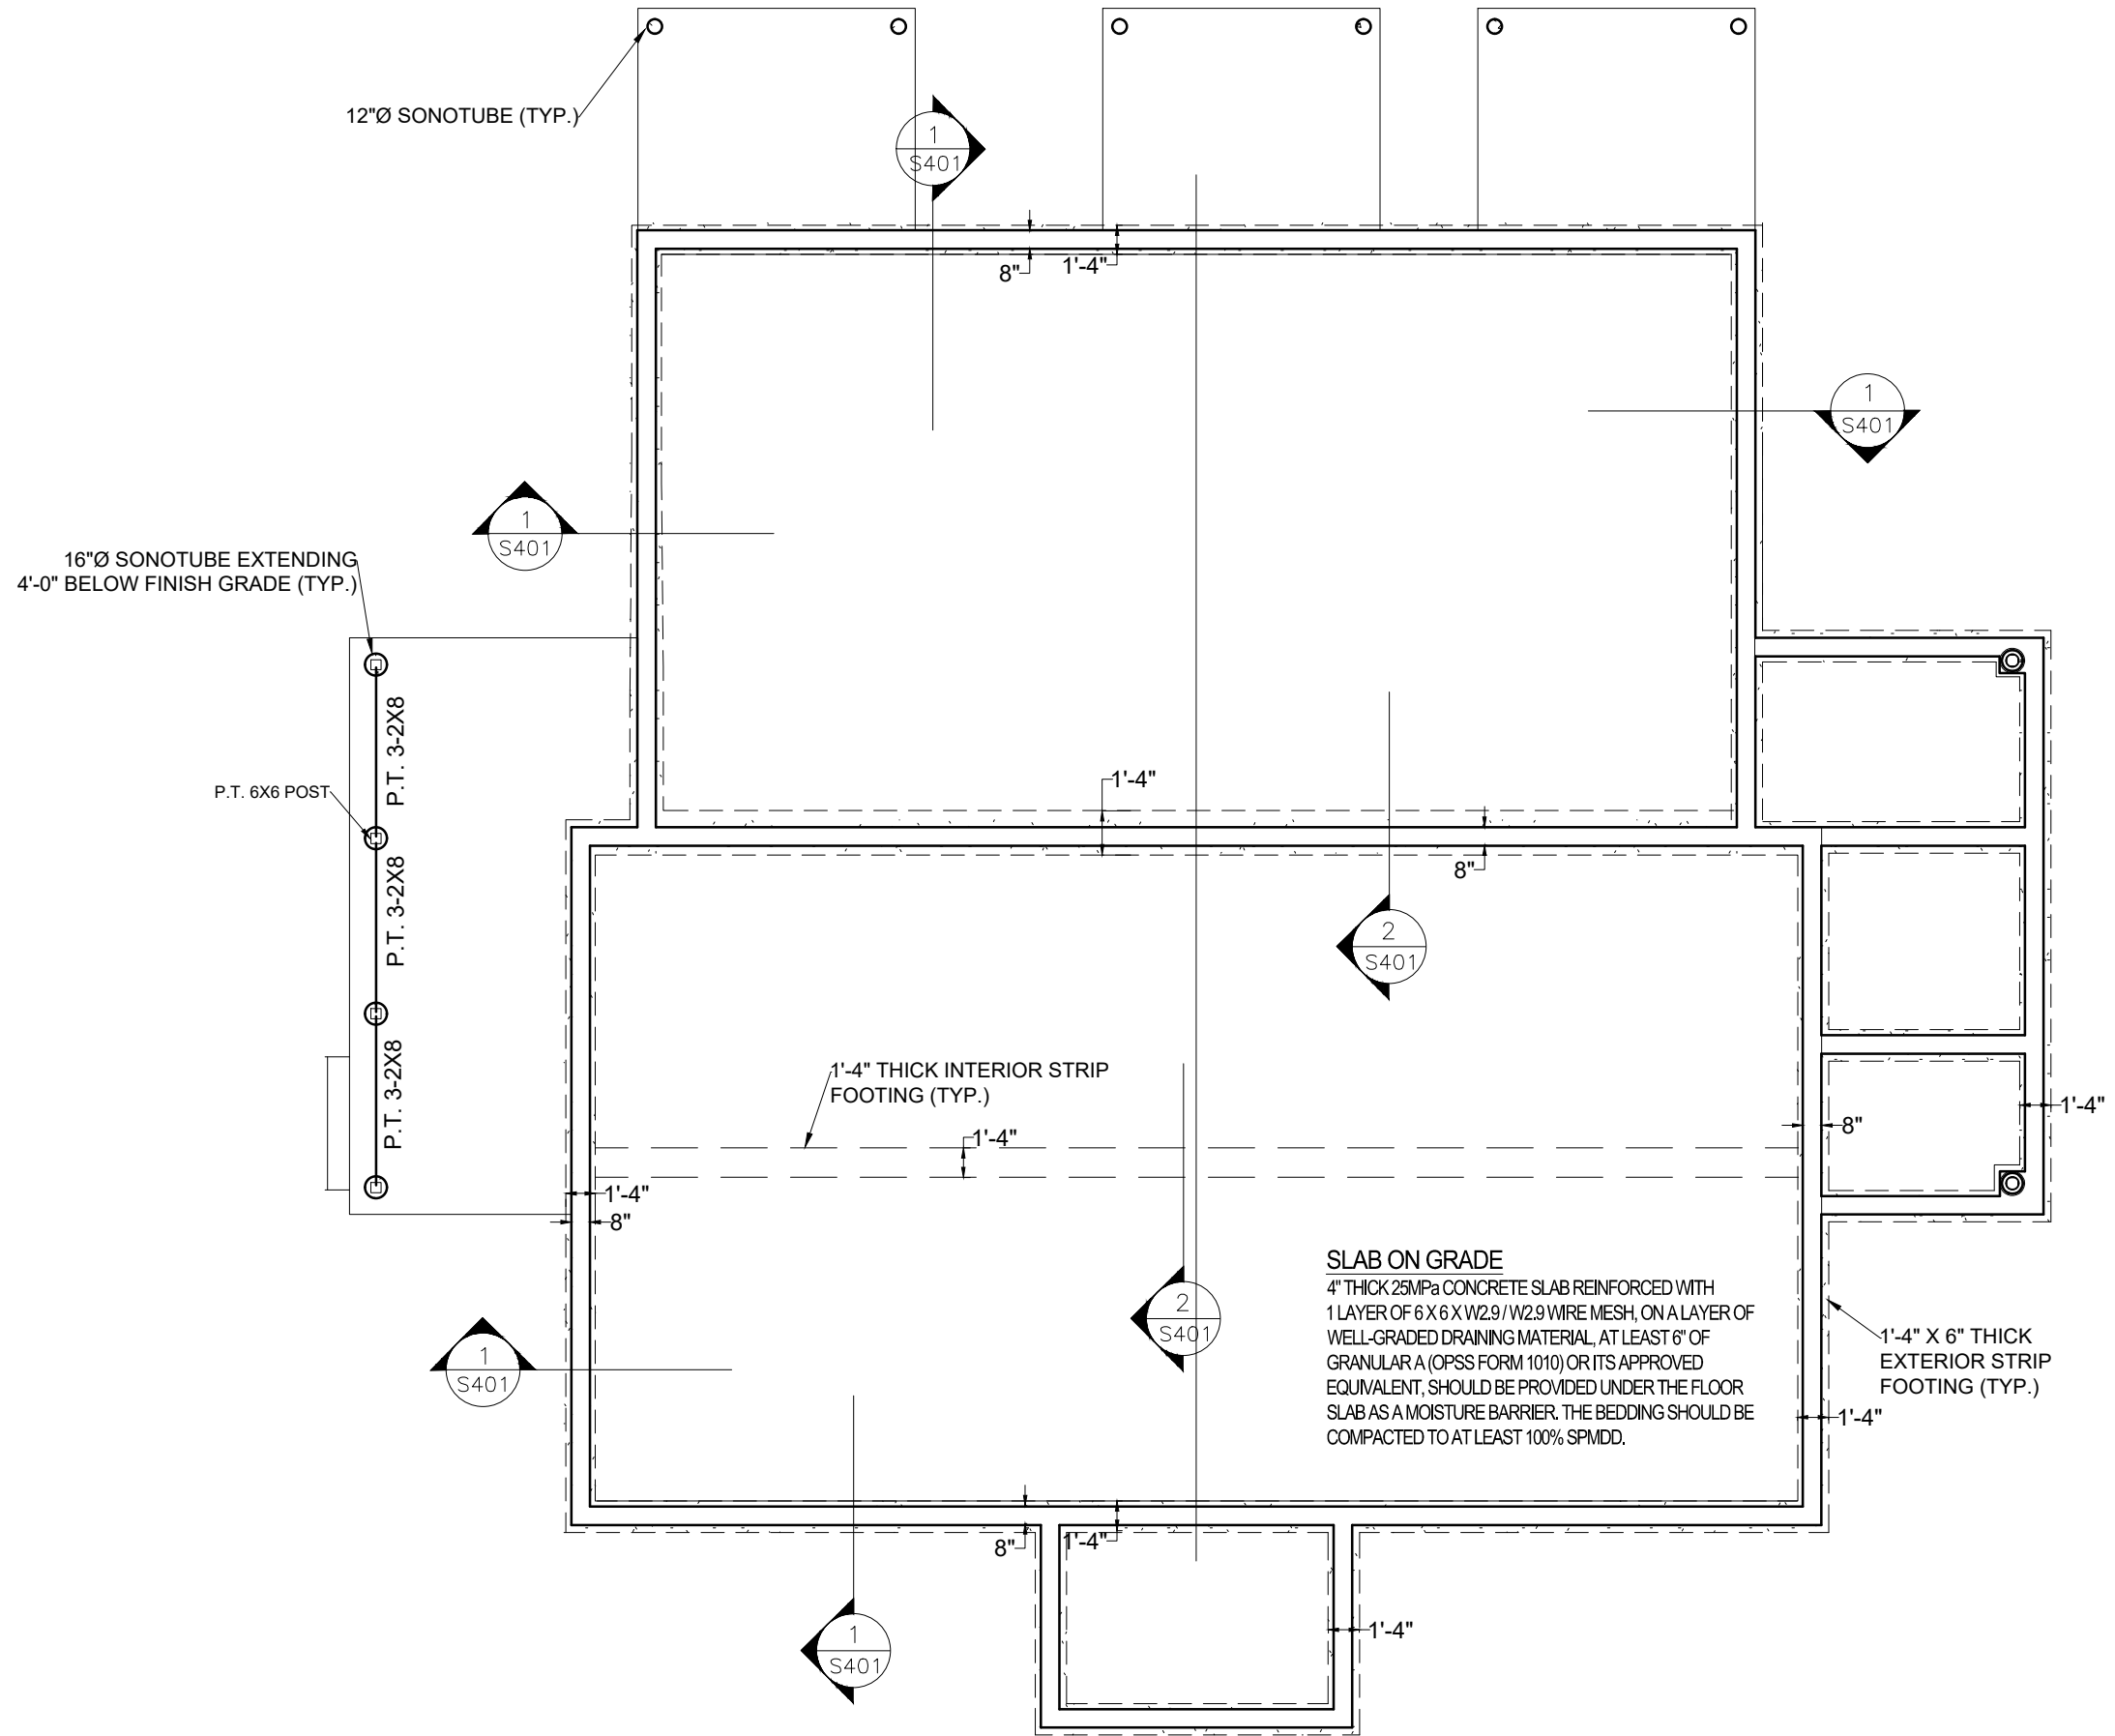 12"Ø SONOTUBE (TYP.)
1
S401
8"
1'-4"
1
S401
1
S401
16"Ø SONOTUBE EXTENDING
4'-0" BELOW FINISH GRADE (TYP.)
P.T. 3-2X8
P.T. 6X6 POST
1'-4"
8"
P.T. 3-2X8
2
S401
P.T. 3-2X8
1'-4" THICK INTERIOR STRIP
FOOTING (TYP.)
1'-4"
1'-4"
8"
1'-4"
8"
SLAB ON GRADE
4" THICK 25MPa CONCRETE SLAB REINFORCED WITH
1 LAYER OF 6 X 6 X W2.9 / W2.9 WIRE MESH, ON A LAYER OF
WELL-GRADED DRAINING MATERIAL, AT LEAST 6" OF
GRANULAR A (OPSS FORM 1010) OR ITS APPROVED
EQUIVALENT, SHOULD BE PROVIDED UNDER THE FLOOR
SLAB AS A MOISTURE BARRIER. THE BEDDING SHOULD BE
COMPACTED TO AT LEAST 100% SPMDD.
2
S401
1
S401
1'-4" X 6" THICK
EXTERIOR STRIP
FOOTING (TYP.)
1'-4"
8"
1'-4"
1'-4"
1
S401